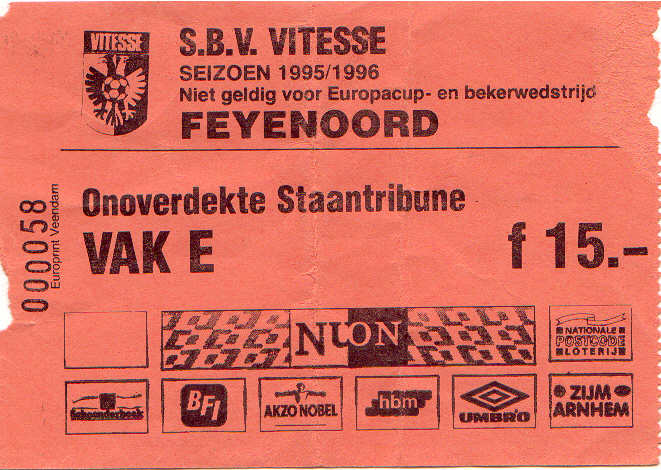 VITESSE
S.B.V. VITESSE
SEIZOEN 1995/1996
Niet geldig voor Europacup- en bekerwedstrijd
FEYENOORD
000058
Europrint Veendam
Onoverdekte Staantribune
VAK E
f 15.-
NUON
NATIONALE
POSTCODE
LOTERIJ
Schoonderbeek
BFI
AKZO NOBEL
hbm
UMBRO
ZIJM
ARNHEM